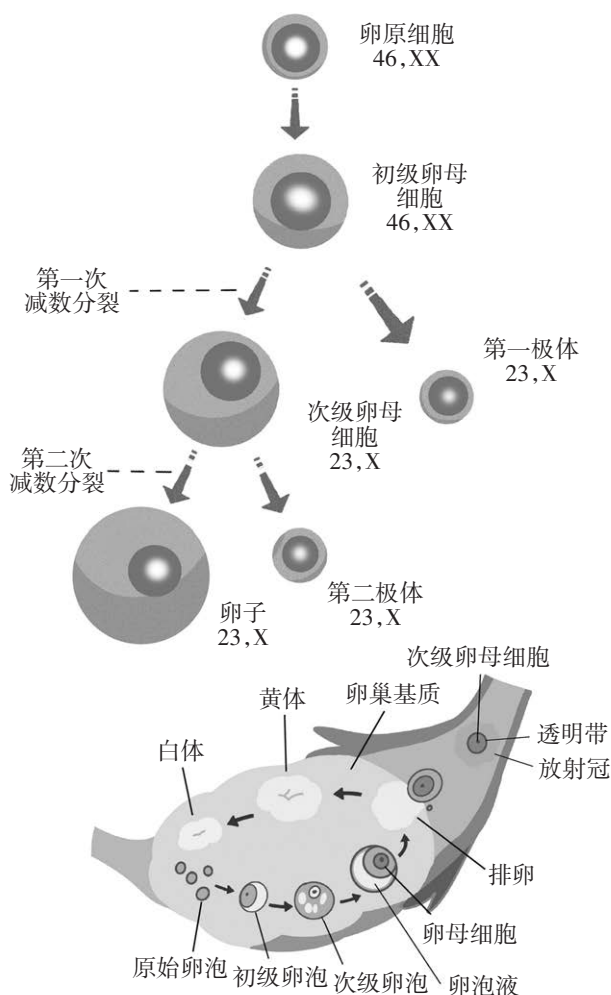 卵原细胞
46,XX
初级卵母
细胞
46,XX
第一次
减数分裂
第一极体
23,X
次级卵母
细胞
23,X
第二次
减数分裂
卵子
23,X
第二极体
23,X
次级卵母细胞
卵巢基质
黄体
透明带
白体
放射冠
排卵
卵母细胞
原始卵泡
初级卵泡
次级卵泡
卵泡液